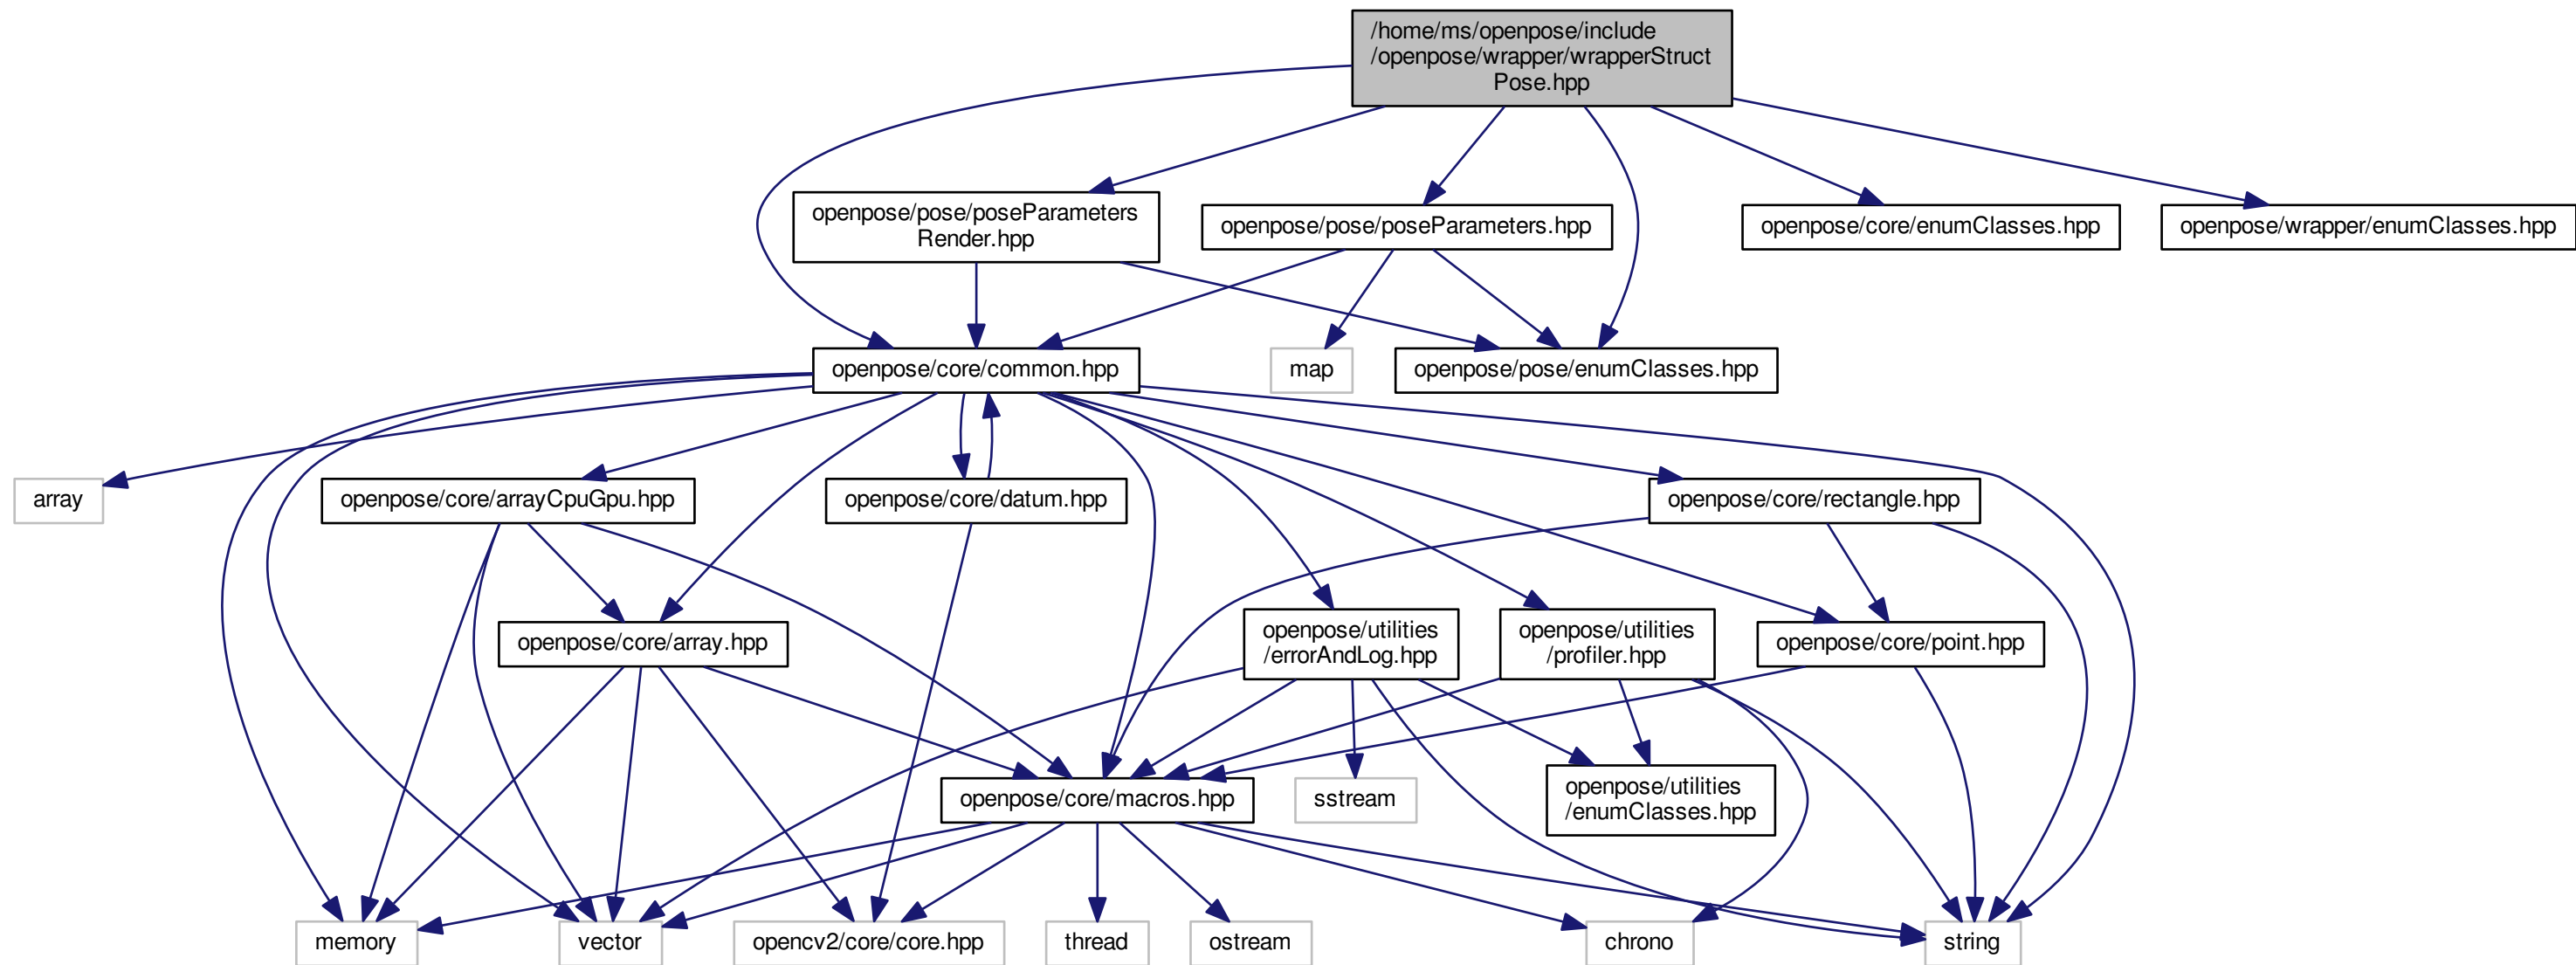 /home/ms/openpose/include
/openpose/wrapper/wrapperStruct
Pose.hpp
openpose/pose/poseParameters
Render.hpp
openpose/pose/poseParameters.hpp
openpose/core/enumClasses.hpp
openpose/wrapper/enumClasses.hpp
openpose/core/common.hpp
map
openpose/pose/enumClasses.hpp
array
openpose/core/arrayCpuGpu.hpp
openpose/core/datum.hpp
openpose/core/rectangle.hpp
openpose/core/array.hpp
openpose/utilities
/errorAndLog.hpp
openpose/utilities
/profiler.hpp
openpose/core/point.hpp
openpose/core/macros.hpp
sstream
openpose/utilities
/enumClasses.hpp
memory
vector
opencv2/core/core.hpp
thread
ostream
chrono
string